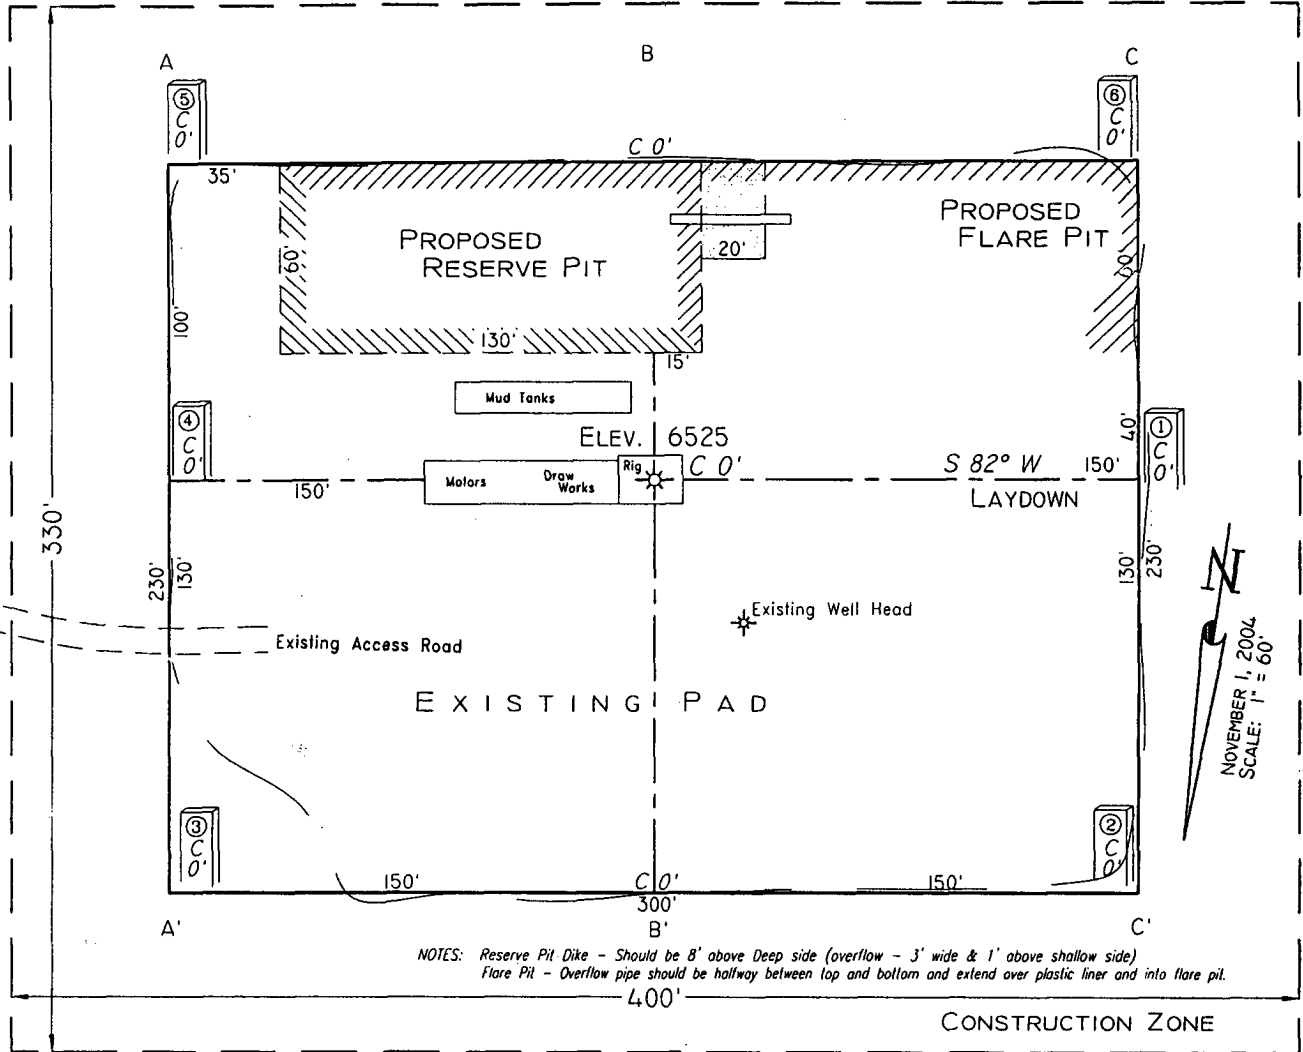 A
B
C
⑤
C
0'
⑥
C
0'
C 0'
35'
PROPOSED
RESERVE PIT
PROPOSED
FLARE PIT
60'
20'
60'
100'
130'
15'
Mud Tanks
④
C
0'
ELEV. 6525
①
C
0'
40'
Rig
C 0'
S 82° W
150'
Motors
Draw
Works
150'
LAYDOWN
330'
230'
130'
130'
230'
N
Existing Well Head
Existing Access Road
NOVEMBER 1, 2004
SCALE: 1" = 60'
EXISTING PAD
③
C
0'
②
C
0'
150'
C 0'
150'
300'
A'
B'
C'
NOTES: Reserve Pit Dike - Should be 8' above Deep side (overflow - 3' wide & 1' above shallow side)
Flare Pit - Overflow pipe should be halfway between top and bottom and extend over plastic liner and into flare pit.
400'
CONSTRUCTION ZONE